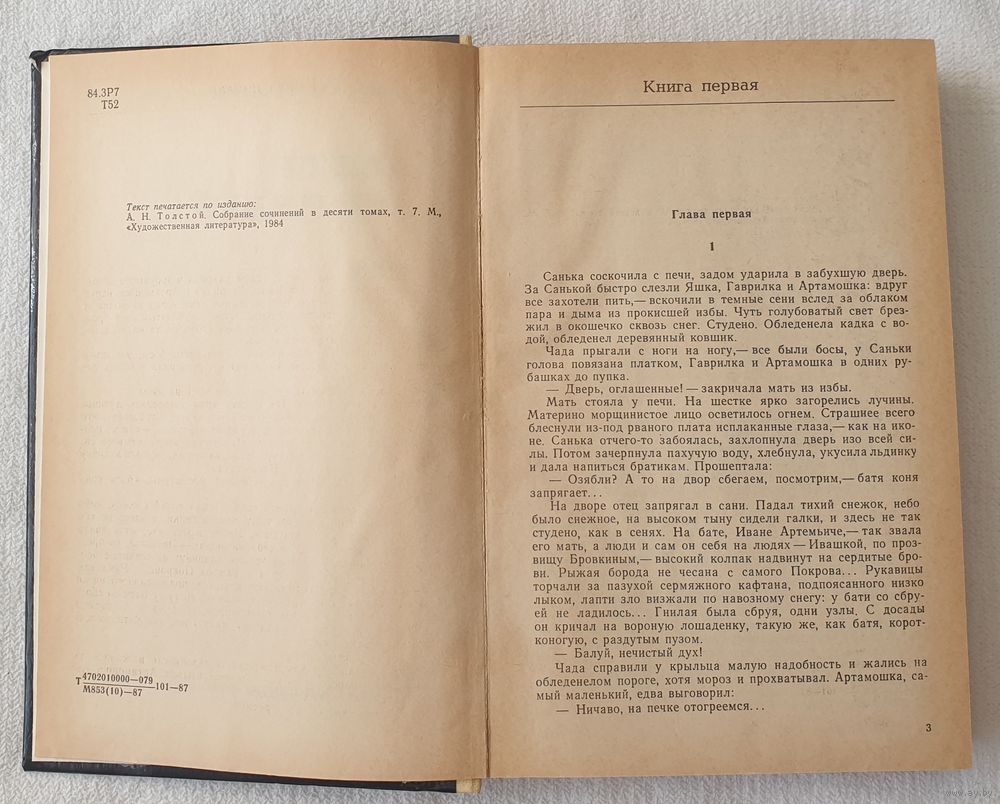 84.3Р7
Т52
Текст печатается по изданию:
А. Н. Толстой. Собрание сочинений в десяти томах, т. 7. М.,
«Художественная литература», 1984
Т 4702010000—079
М853(10)—87 101—87
Книга первая
Глава первая
1
Санька соскочила с печи, задом ударила в забухшую дверь.
За Санькой быстро слезли Яшка, Гаврилка и Артамошка: вдруг
все захотели пить,— вскочили в темные сени вслед за облаком
пара и дыма из прокисшей избы. Чуть голубоватый свет брез-
жил в окошечко сквозь снег. Студено. Обледенела кадка с во-
дой, обледенел деревянный ковшик.
Чада прыгали с ноги на ногу,— все были босы, у Саньки
голова повязана платком, Гаврилка и Артамошка в одних ру-
башках до пупка.
— Дверь, оглашенные! — закричала мать из избы.
Мать стояла у печи. На шестке ярко загорелись лучины.
Материно морщинистое лицо осветилось огнем. Страшнее всего
блеснули из-под рваного плата исплаканные глаза,— как на ико-
не. Санька отчего-то забоялась, захлопнула дверь изо всей си-
лы. Потом зачерпнула пахучую воду, хлебнула, укусила льдинку
и дала напиться братикам. Прошептала:
— Озябли? А то на двор сбегаем, посмотрим,— батя коня
запрягает...
На дворе отец запрягал в сани. Падал тихий снежок, небо
было снежное, на высоком тыну сидели галки, и здесь не так
студено, как в сенях. На бате, Иване Артемьиче,— так звала
его мать, а люди и сам он себя на людях — Ивашкой, по проз-
вищу Бровкиным,— высокий колпак надвинут на сердитые бро-
ви. Рыжая борода не чесана с самого Покрова... Рукавицы
торчали за пазухой сермяжного кафтана, подпоясанного низко
лыком, лапти зло визжали по навозному снегу: у бати со сбру-
ей не ладилось... Гнилая была сбруя, одни узлы. С досады
он кричал на вороную лошаденку, такую же, как батя, корот-
коногую, с раздутым пузом.
— Балуй, нечистый дух!
Чада справили у крыльца малую надобность и жались на
обледенелом пороге, хотя мороз и прохватывал. Артамошка, са-
мый маленький, едва выговорил:
— Ничаво, на печке отогреемся...
3
www.ay.by